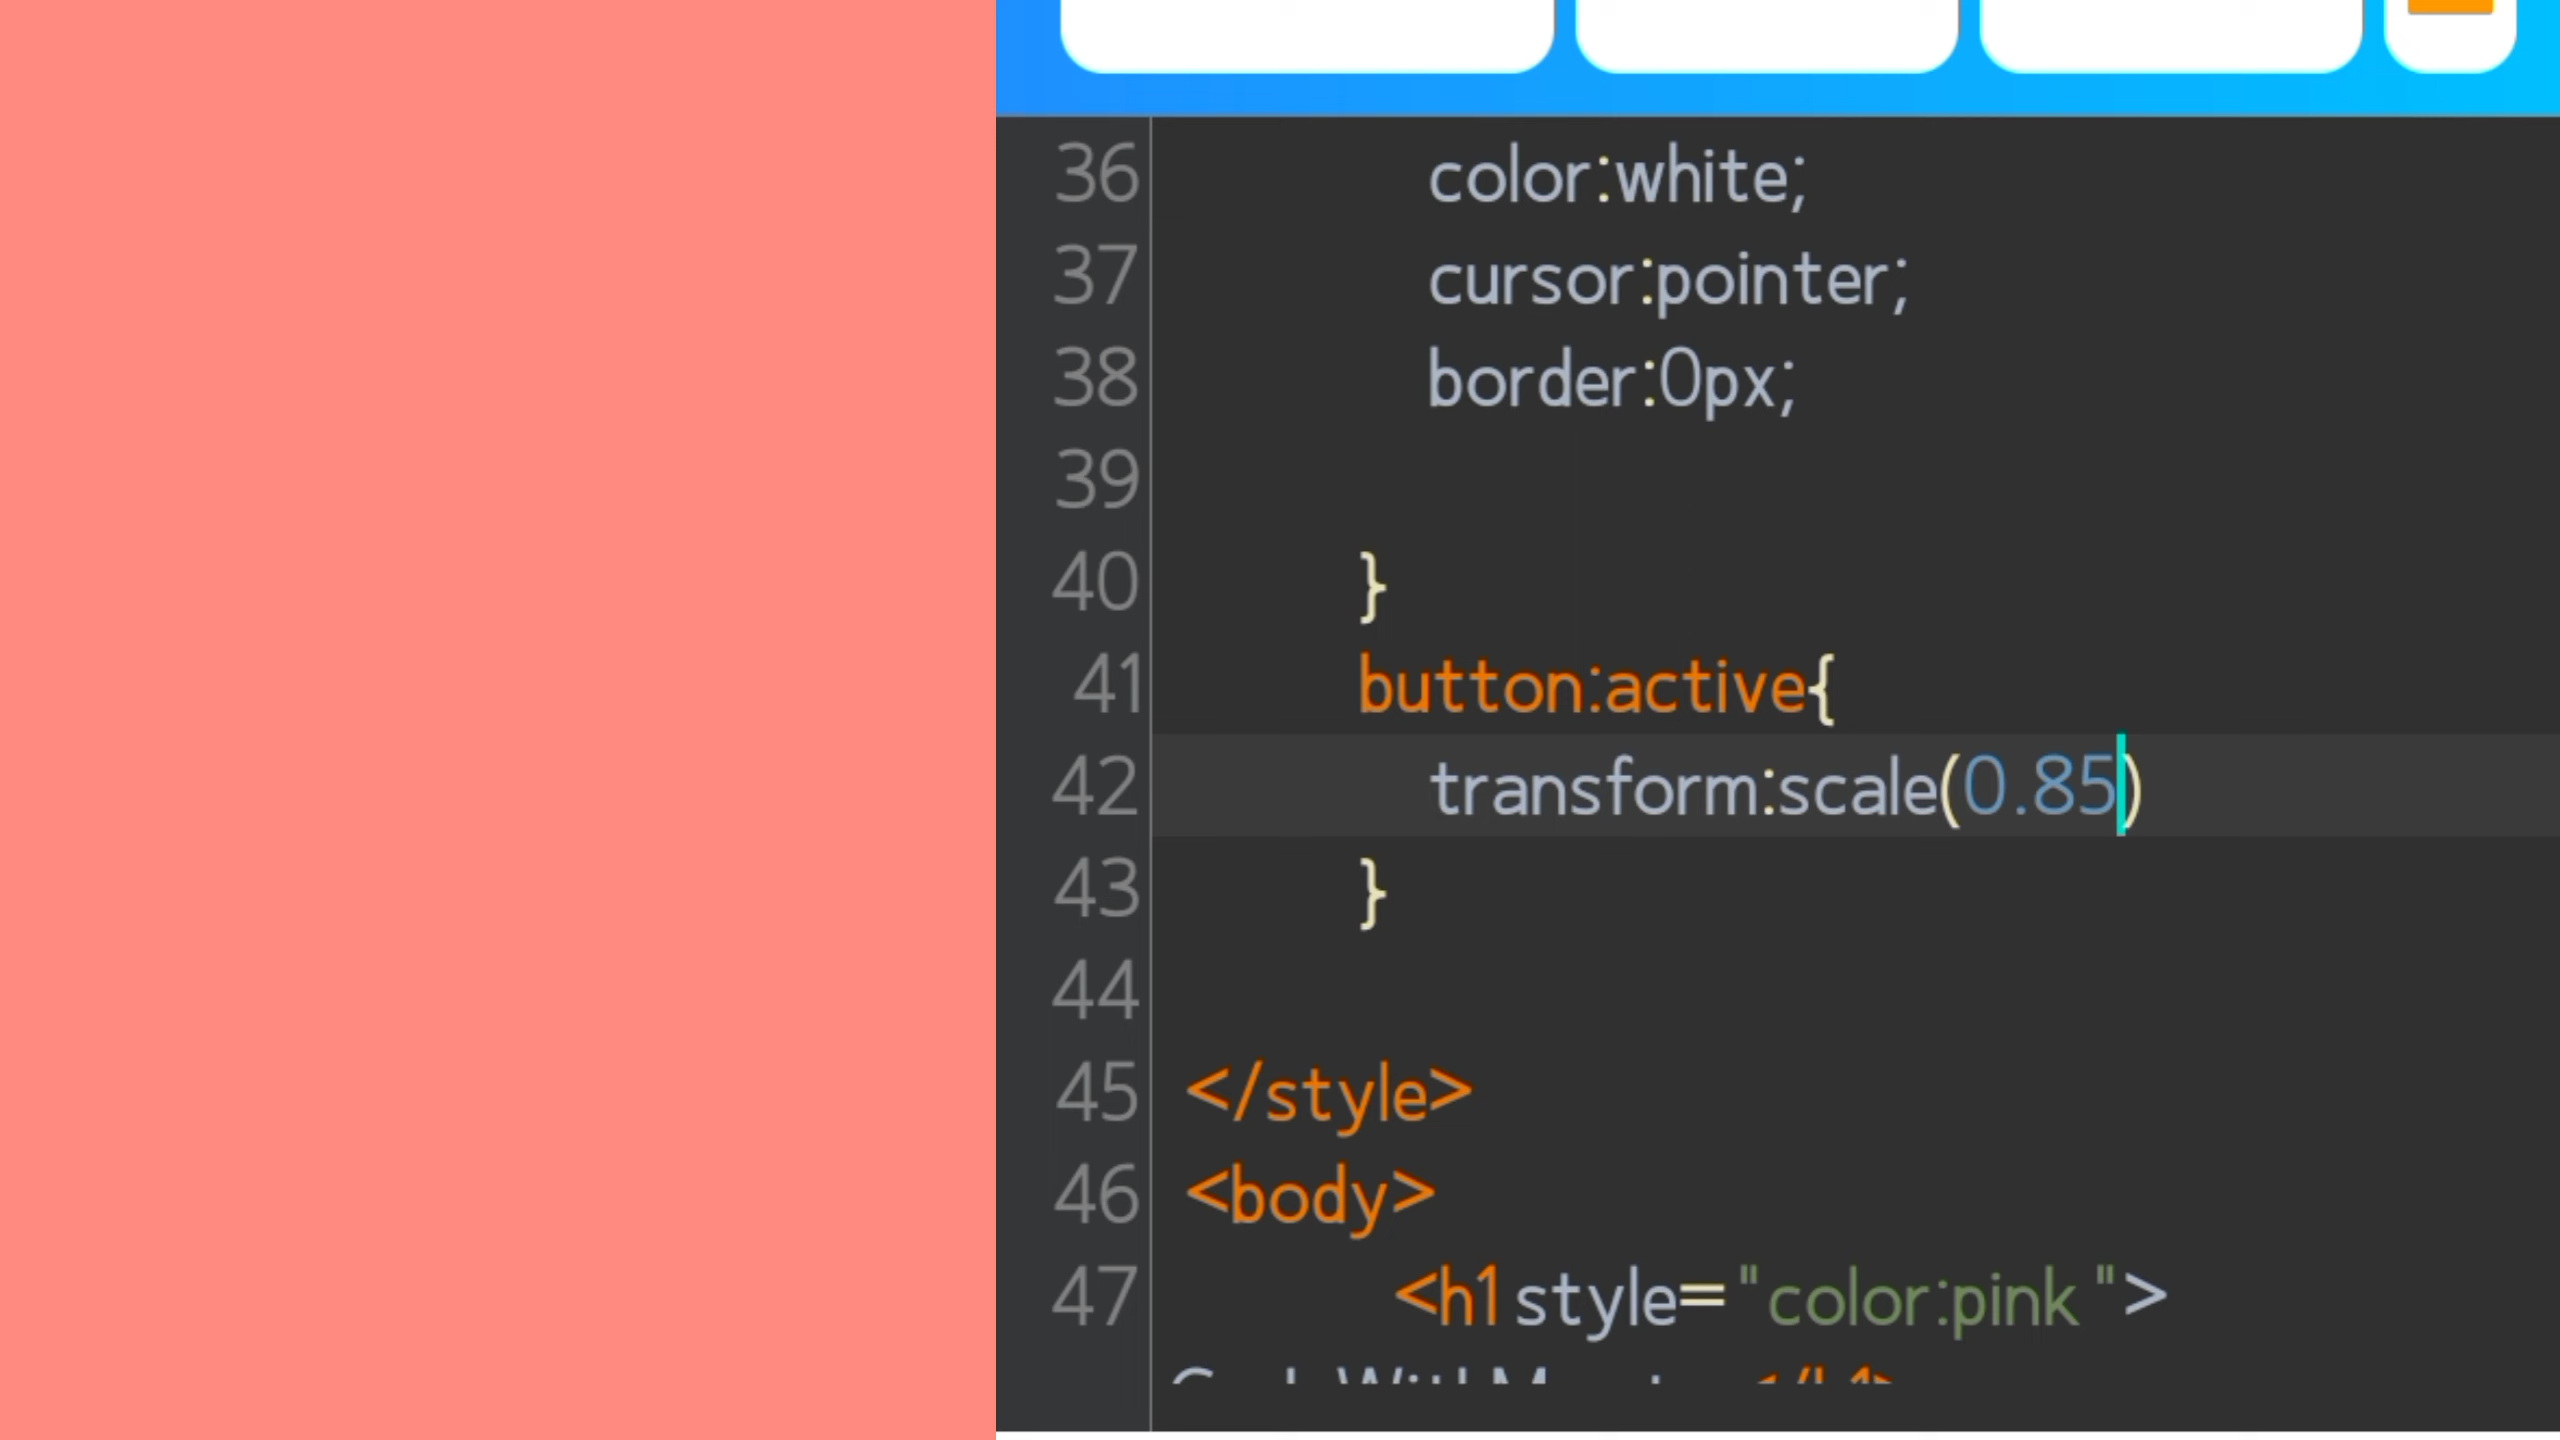 36 color:white;
37 cursor:pointer;
38 border:0px;
39
40 }
41 button:active{
42 transform:scale(0.85)
43 }
44
45 </style>
46 <body>
47 <h1 style="color:pink">